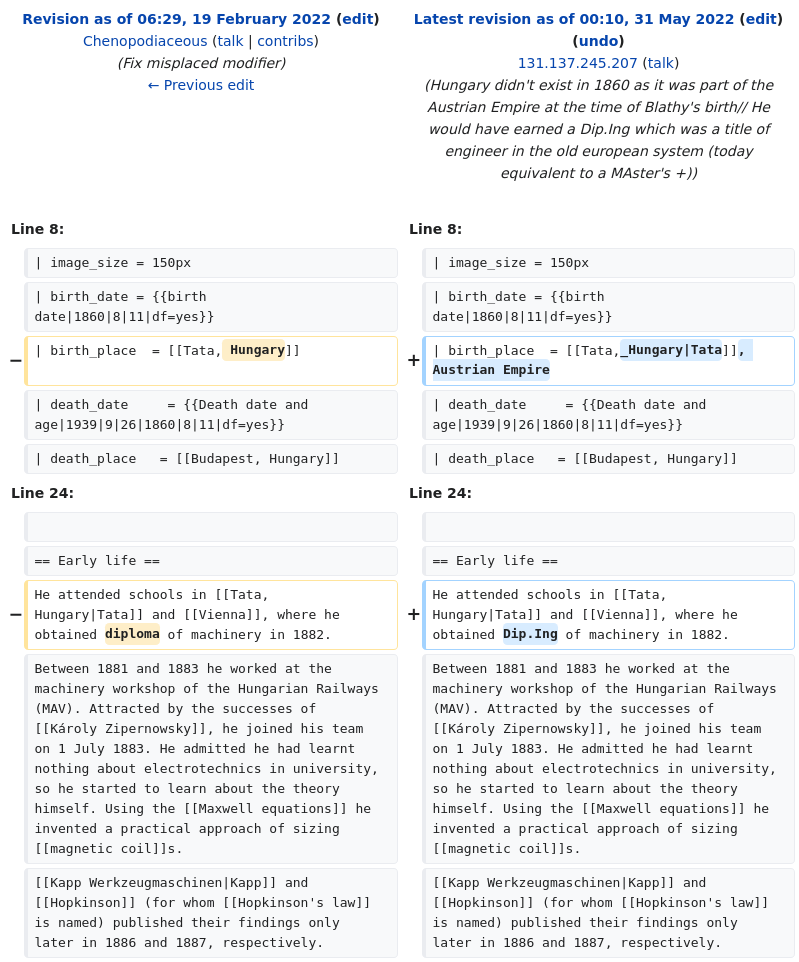 Revision as of 06:29, 19 February 2022 (edit)
Chenopodiaceous (talk | contribs)
(Fix misplaced modifier)
← Previous edit
Latest revision as of 00:10, 31 May 2022 (edit)
(undo)
131.137.245.207 (talk)
(Hungary didn't exist in 1860 as it was part of the
Austrian Empire at the time of Blathy's birth// He
would have earned a Dip.Ing which was a title of
engineer in the old european system (today
equivalent to a MAster's +))
Line 8:
| image_size = 150px
| birth_date = {{birth
date|1860|8|11|df=yes}}
− | birth_place  = [[Tata, Hungary]]
| death_date     = {{Death date and
age|1939|9|26|1860|8|11|df=yes}}
| death_place   = [[Budapest, Hungary]]
Line 8:
| image_size = 150px
| birth_date = {{birth
date|1860|8|11|df=yes}}
+ | birth_place  = [[Tata,_Hungary|Tata]],
Austrian Empire
| death_date     = {{Death date and
age|1939|9|26|1860|8|11|df=yes}}
| death_place   = [[Budapest, Hungary]]
Line 24:
== Early life ==
− He attended schools in [[Tata,
Hungary|Tata]] and [[Vienna]], where he
obtained diploma of machinery in 1882.
Between 1881 and 1883 he worked at the
machinery workshop of the Hungarian Railways
(MAV). Attracted by the successes of
[[Károly Zipernowsky]], he joined his team
on 1 July 1883. He admitted he had learnt
nothing about electrotechnics in university,
so he started to learn about the theory
himself. Using the [[Maxwell equations]] he
invented a practical approach of sizing
[[magnetic coil]]s.
[[Kapp Werkzeugmaschinen|Kapp]] and
[[Hopkinson]] (for whom [[Hopkinson's law]]
is named) published their findings only
later in 1886 and 1887, respectively.
Line 24:
== Early life ==
+ He attended schools in [[Tata,
Hungary|Tata]] and [[Vienna]], where he
obtained Dip.Ing of machinery in 1882.
Between 1881 and 1883 he worked at the
machinery workshop of the Hungarian Railways
(MAV). Attracted by the successes of
[[Károly Zipernowsky]], he joined his team
on 1 July 1883. He admitted he had learnt
nothing about electrotechnics in university,
so he started to learn about the theory
himself. Using the [[Maxwell equations]] he
invented a practical approach of sizing
[[magnetic coil]]s.
[[Kapp Werkzeugmaschinen|Kapp]] and
[[Hopkinson]] (for whom [[Hopkinson's law]]
is named) published their findings only
later in 1886 and 1887, respectively.